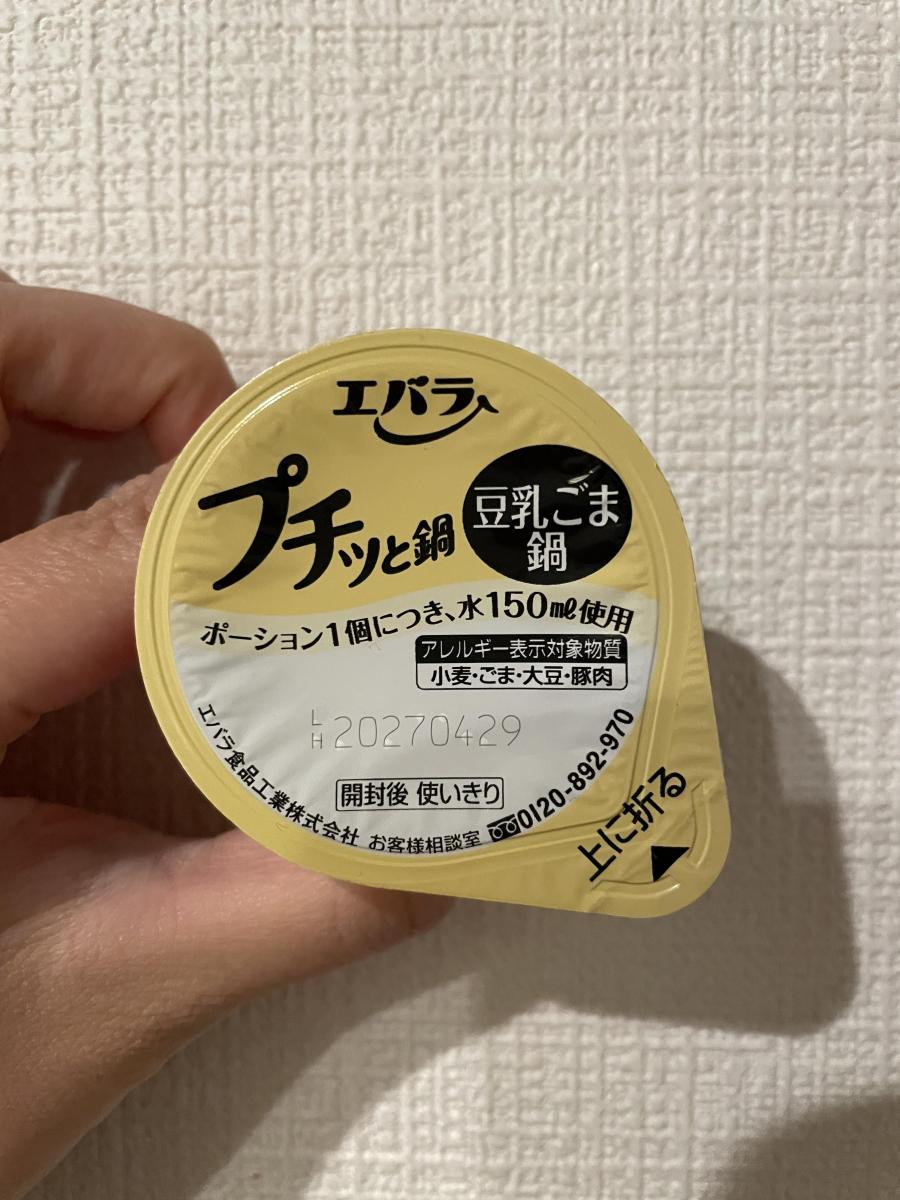 エバラ
プチッと鍋
豆乳ごま
鍋
ポーション1個につき、水150ml使用
アレルギー表示対象物質
小麦・ごま・大豆・豚肉
L
H 20270429
開封後 使いきり
エバラ食品工業株式会社 お客様相談室 0120-892-970
上に折る